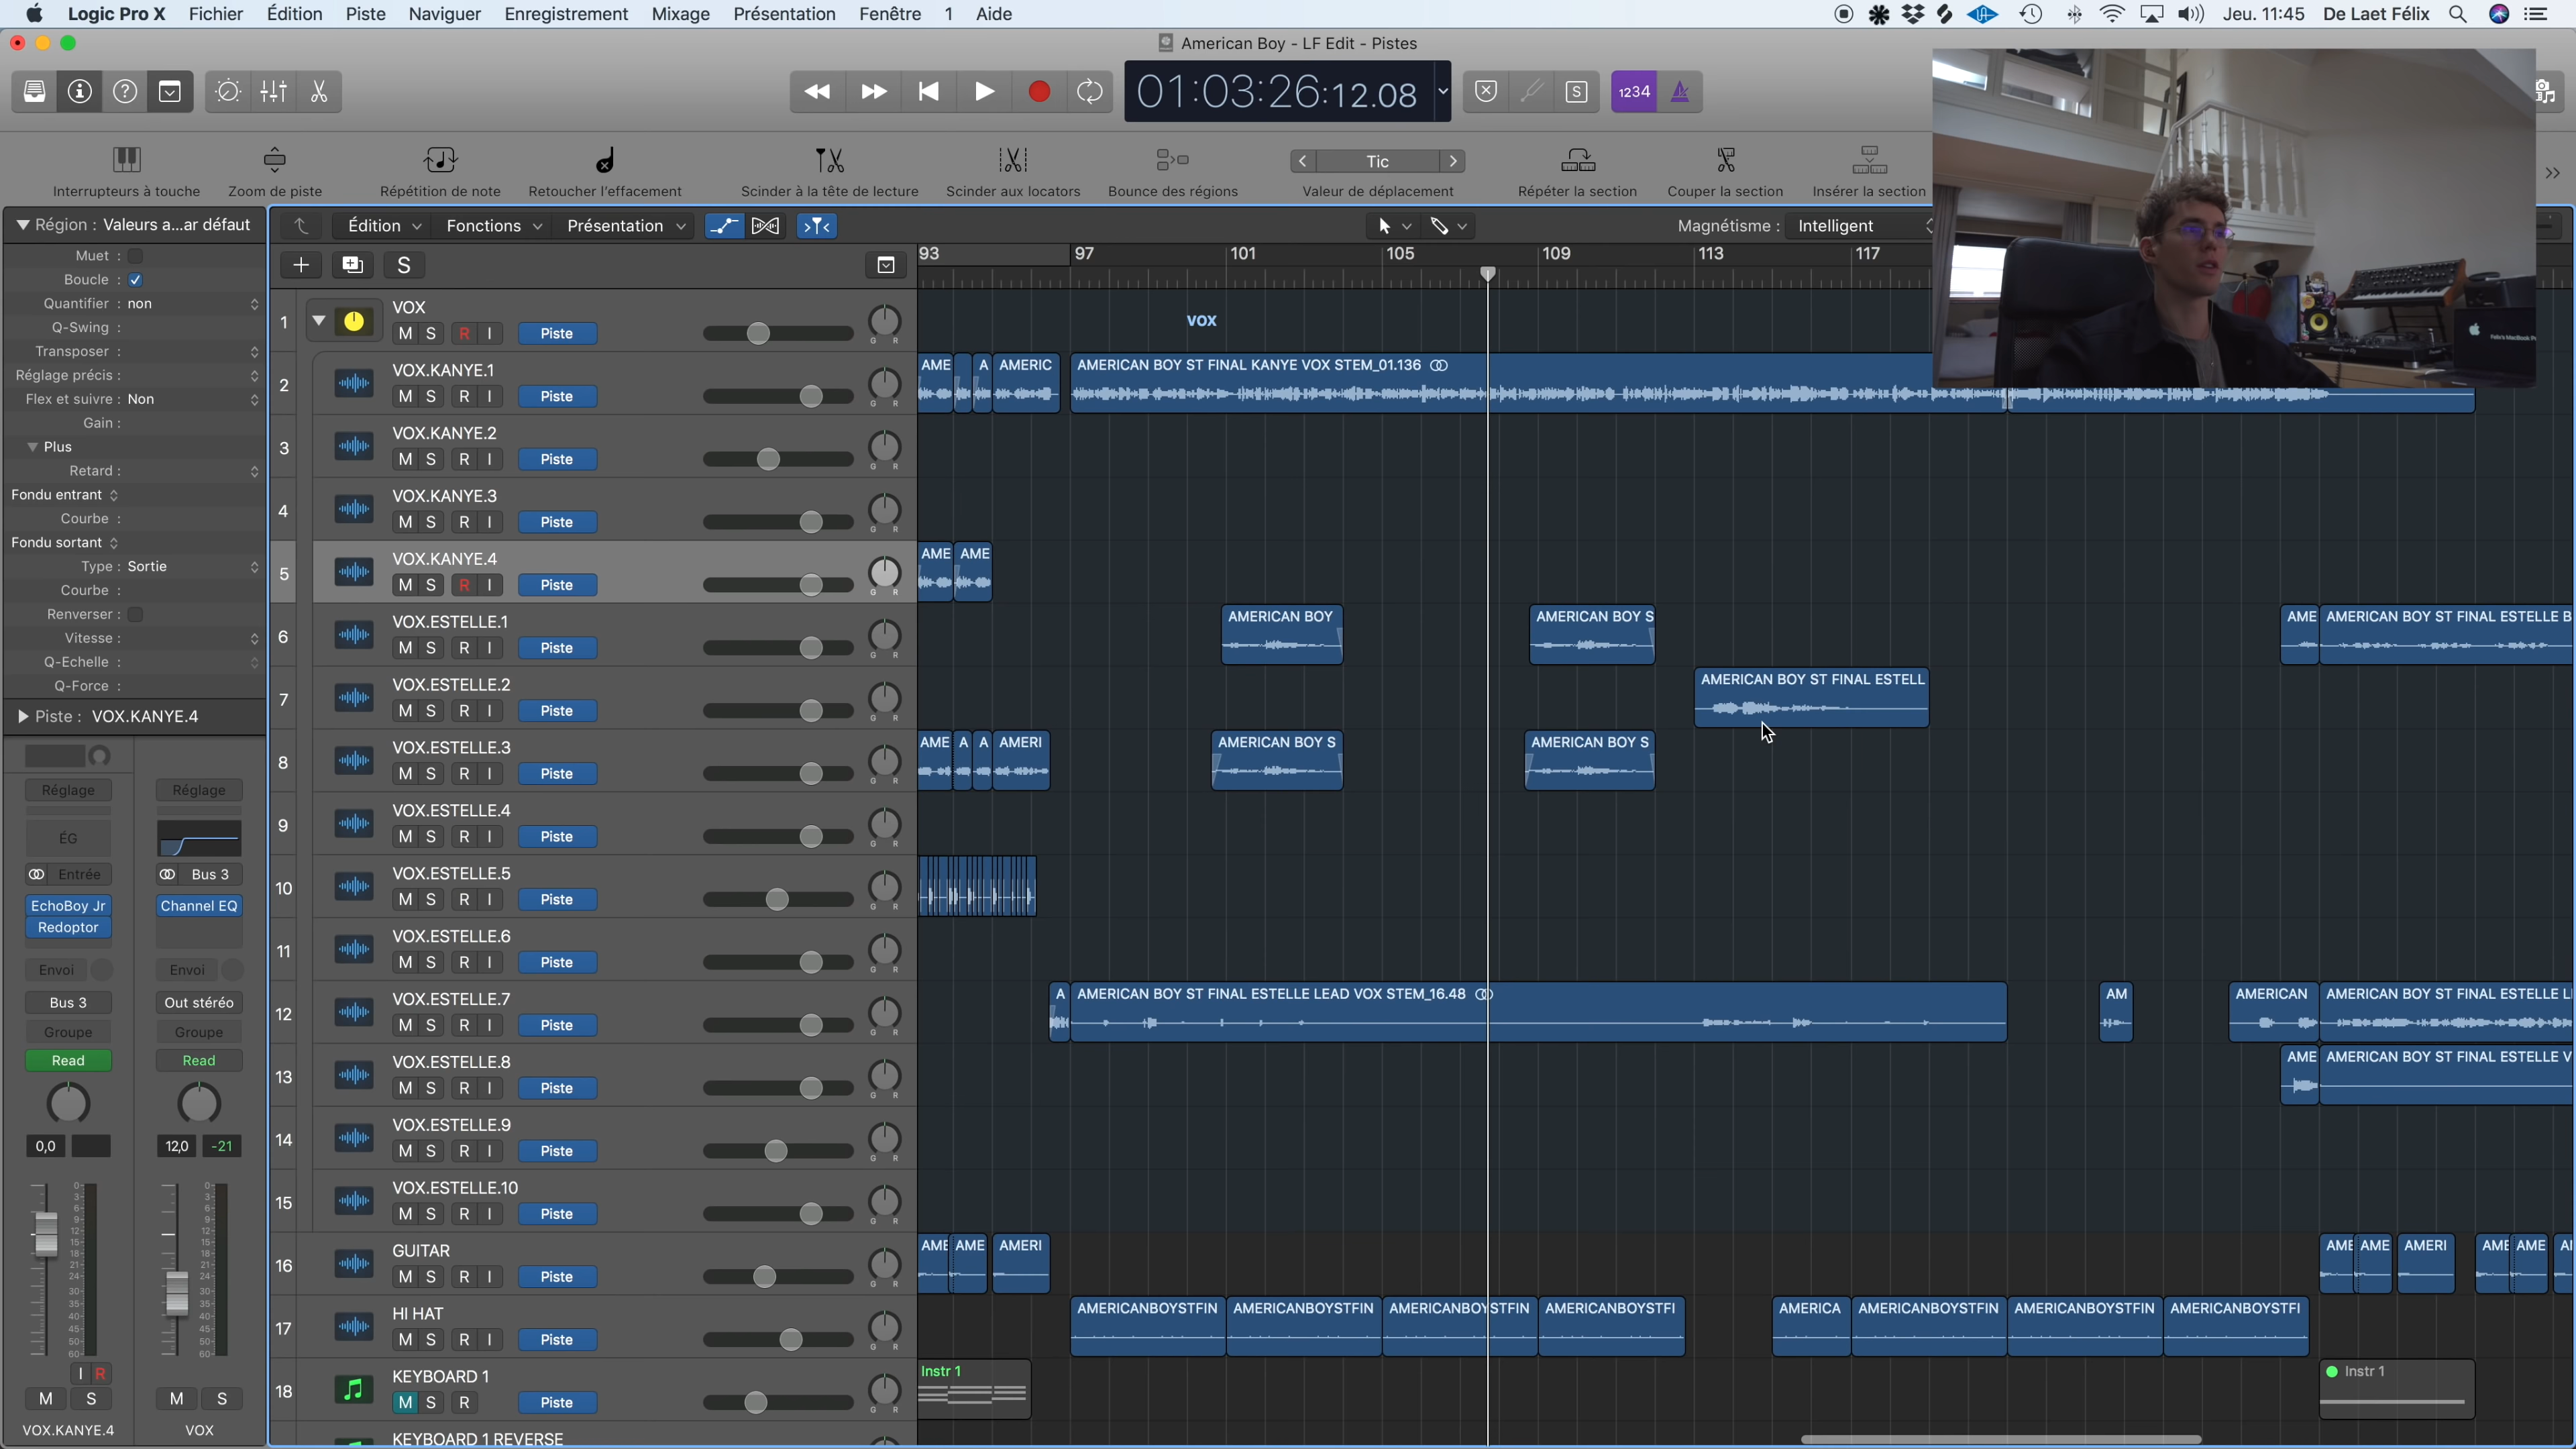 Logic Pro X Fichier Édition Piste Naviguer Enregistrement Mixage Présentation Fenêtre 1 Aide Jeu. 11:45 De Laet Félix
American Boy - LF Edit - Pistes
01:03:26:12.08
S
1234
Interrupteurs à touche Zoom de piste Répétition de note Retoucher l'effacement Scinder à la tête de lecture Scinder aux locators Bounce des régions Tic Valeur de déplacement Répéter la section Couper la section Insérer la section
Région : Valeurs a...ar défaut
Édition Fonctions Présentation Magnétisme : Intelligent
S
93 97 101 105 109 113 117
Muet :
Boucle :
Quantifier : non
Q-Swing :
Transposer :
Réglage précis :
Flex et suivre : Non
Gain :
Plus
Retard :
Fondu entrant
Courbe :
Fondu sortant
Type : Sortie
Courbe :
Renverser :
Vitesse :
Q-Echelle :
Q-Force :
Piste : VOX.KANYE.4
Réglage Réglage
ÉG
Entrée Bus 3
EchoBoy Jr Channel EQ
Redoptor
Envoi Envoi
Bus 3 Out stéréo
Groupe Groupe
Read Read
0,0 12,0 -21
I R
M S M S
VOX.KANYE.4 VOX
1 VOX
M S R I Piste
VOX
2 VOX.KANYE.1
M S R I Piste
AME A AMERIC AMERICAN BOY ST FINAL KANYE VOX STEM_01.136
3 VOX.KANYE.2
M S R I Piste
4 VOX.KANYE.3
M S R I Piste
5 VOX.KANYE.4
M S R I Piste
AME AME
6 VOX.ESTELLE.1
M S R I Piste
AMERICAN BOY AMERICAN BOY S AME AMERICAN BOY ST FINAL ESTELLE B
7 VOX.ESTELLE.2
M S R I Piste
AMERICAN BOY ST FINAL ESTELL
8 VOX.ESTELLE.3
M S R I Piste
AME A A AMERI AMERICAN BOY S AMERICAN BOY S
9 VOX.ESTELLE.4
M S R I Piste
10 VOX.ESTELLE.5
M S R I Piste
11 VOX.ESTELLE.6
M S R I Piste
12 VOX.ESTELLE.7
M S R I Piste
A AMERICAN BOY ST FINAL ESTELLE LEAD VOX STEM_16.48 AM AMERICAN AMERICAN BOY ST FINAL ESTELLE L
13 VOX.ESTELLE.8
M S R I Piste
AME AMERICAN BOY ST FINAL ESTELLE V
14 VOX.ESTELLE.9
M S R I Piste
15 VOX.ESTELLE.10
M S R I Piste
16 GUITAR
M S R I Piste
AME AME AMERI AME AME AMERI AME AME
17 HI HAT
M S R I Piste
AMERICANBOYSTFIN AMERICANBOYSTFIN AMERICANBOYSTFIN AMERICANBOYSTFI AMERICA AMERICANBOYSTFIN AMERICANBOYSTFIN AMERICANBOYSTFI
18 KEYBOARD 1
M S R Piste
Instr 1 Instr 1
KEYBOARD 1 REVERSE